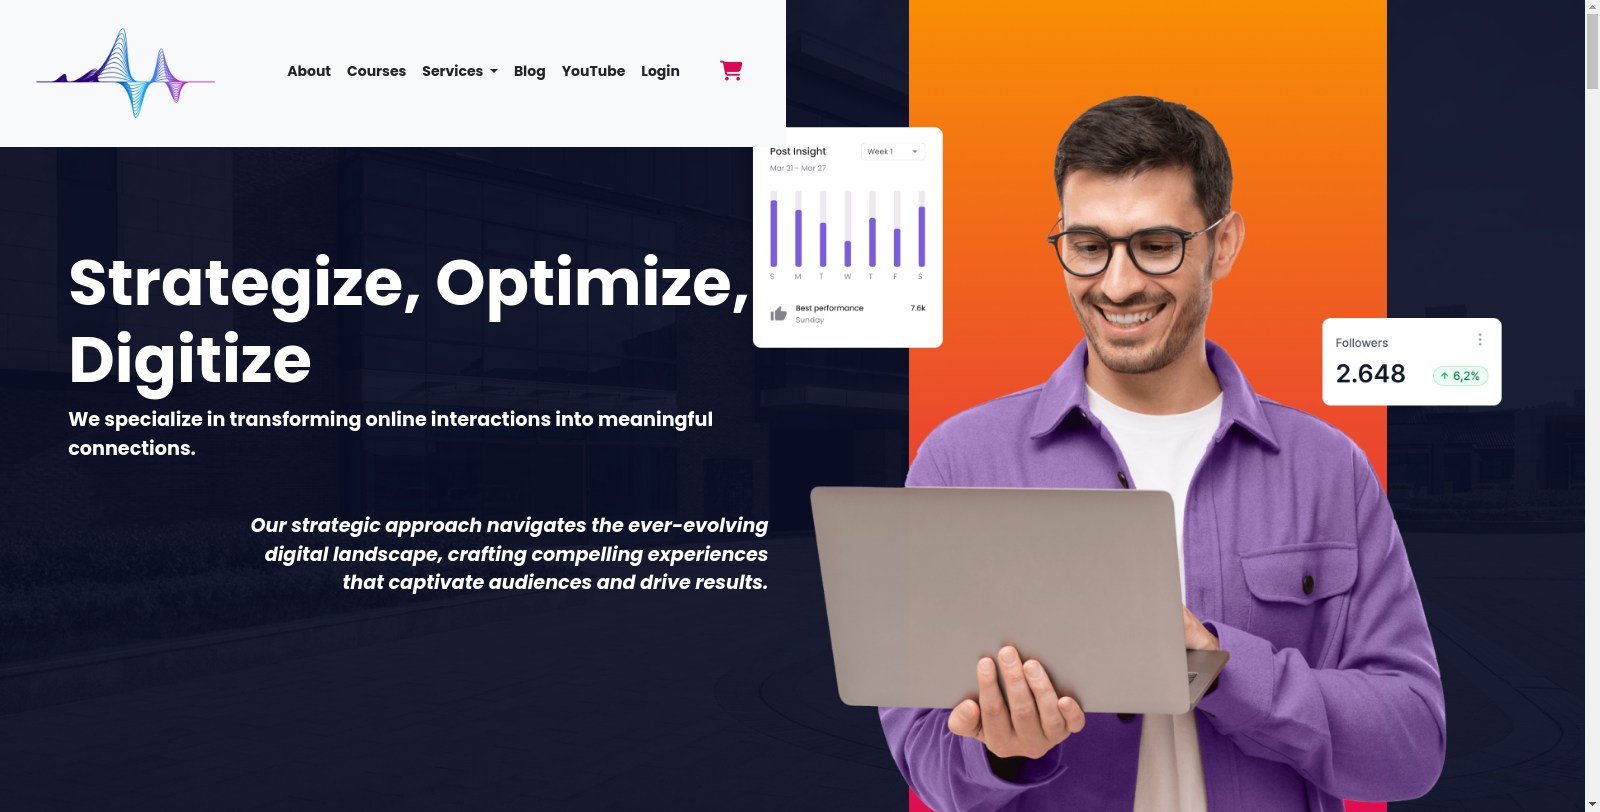 About Courses Services Blog YouTube Login
Post Insight
Week 1
Mar 21 - Mar 27
S M T W T F S
Best performance 7.6k
Sunday
Strategize, Optimize,
Digitize
We specialize in transforming online interactions into meaningful
connections.
Our strategic approach navigates the ever-evolving
digital landscape, crafting compelling experiences
that captivate audiences and drive results.
Followers
2.648
6,2%